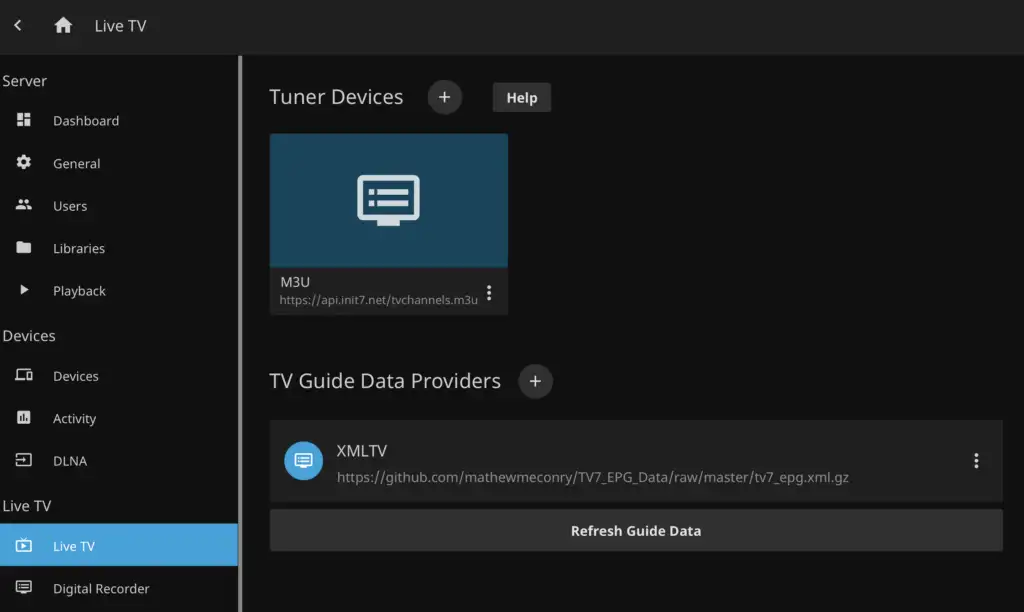 Live TV
Server
Dashboard
General
Users
Libraries
Playback
Devices
Devices
Activity
DLNA
Live TV
Live TV
Digital Recorder
Tuner Devices
Help
M3U
https://api.init7.net/tvchannels.m3u
TV Guide Data Providers
XMLTV
https://github.com/mathewmeconry/TV7_EPG_Data/raw/master/tv7_epg.xml.gz
Refresh Guide Data